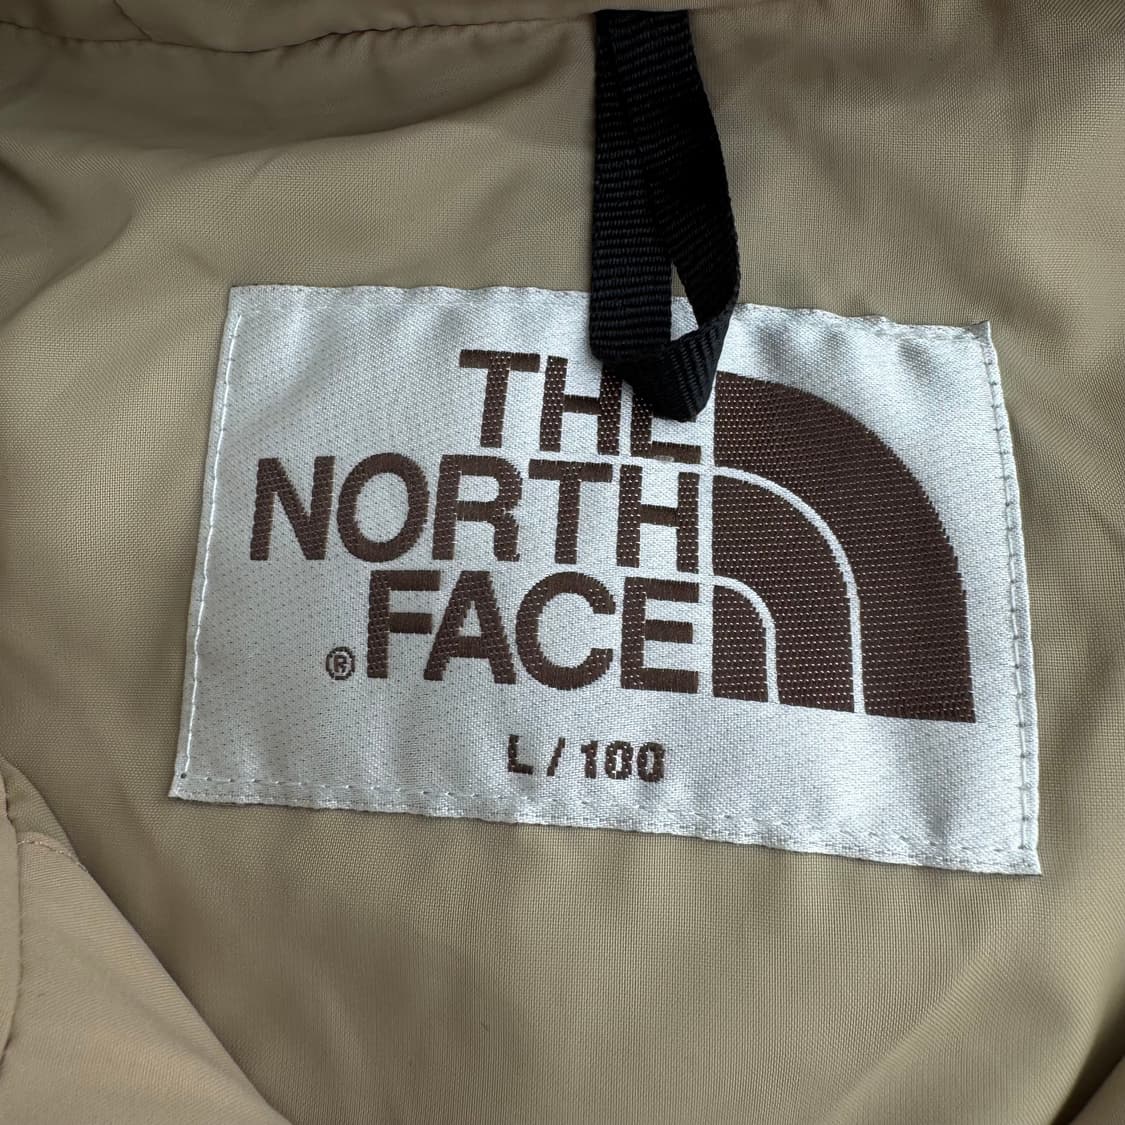 THE
NORTH
®FACE
L / 100